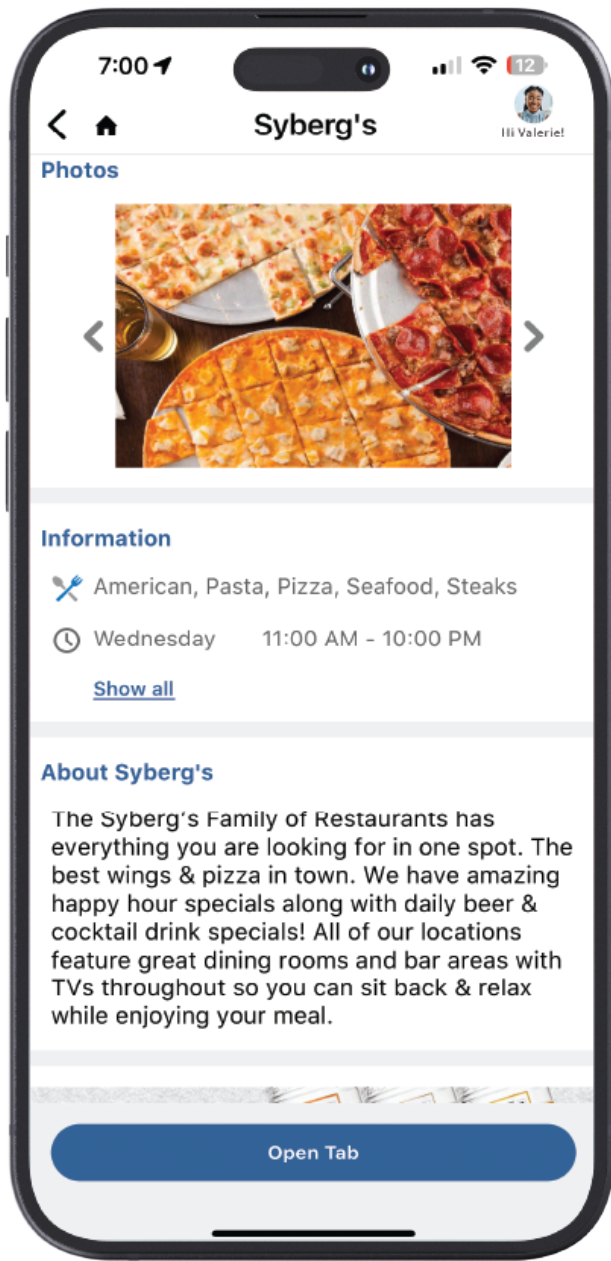 7:00
12
Syberg's
Hi Valerie!
Photos
Information
American, Pasta, Pizza, Seafood, Steaks
Wednesday 11:00 AM - 10:00 PM
Show all
About Syberg's
The Syberg's Family of Restaurants has
everything you are looking for in one spot. The
best wings & pizza in town. We have amazing
happy hour specials along with daily beer &
cocktail drink specials! All of our locations
feature great dining rooms and bar areas with
TVs throughout so you can sit back & relax
while enjoying your meal.
Open Tab